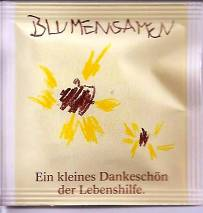 BLUMENSAMEN
Ein kleines Dankeschön
der Lebenshilfe.